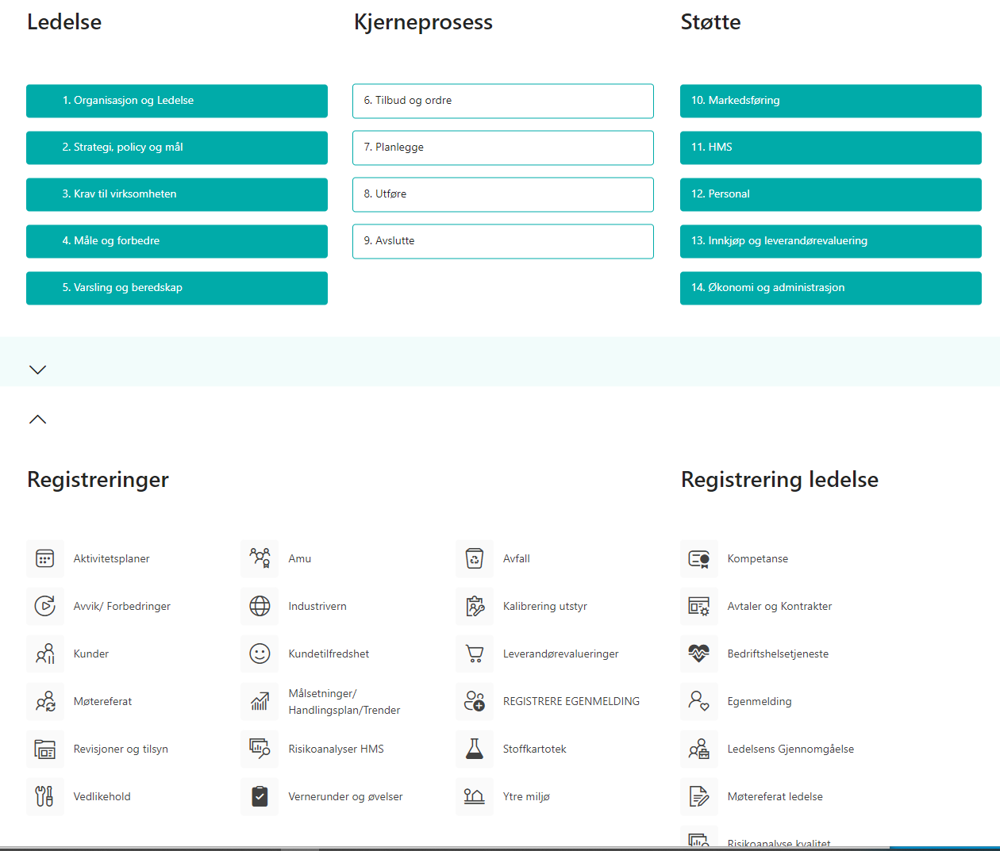 Ledelse
Kjerneprosess
Støtte
1. Organisasjon og Ledelse
2. Strategi, policy og mål
3. Krav til virksomheten
4. Måle og forbedre
5. Varsling og beredskap
6. Tilbud og ordre
7. Planlegge
8. Utføre
9. Avslutte
10. Markedsføring
11. HMS
12. Personal
13. Innkjøp og leverandørevaluering
14. Økonomi og administrasjon
Registreringer
Registrering ledelse
Aktivitetsplaner
Avvik/ Forbedringer
Kunder
Møtereferat
Revisjoner og tilsyn
Vedlikehold
Amu
Industrivern
Kundetilfredshet
Målsetninger/
Handlingsplan/Trender
Risikoanalyser HMS
Vernerunder og øvelser
Avfall
Kalibrering utstyr
Leverandørevalueringer
REGISTRERE EGENMELDING
Stoffkartotek
Ytre miljø
Kompetanse
Avtaler og Kontrakter
Bedriftshelsetjeneste
Egenmelding
Ledelsens Gjennomgåelse
Møtereferat ledelse
Risikoanalyse kvalitet